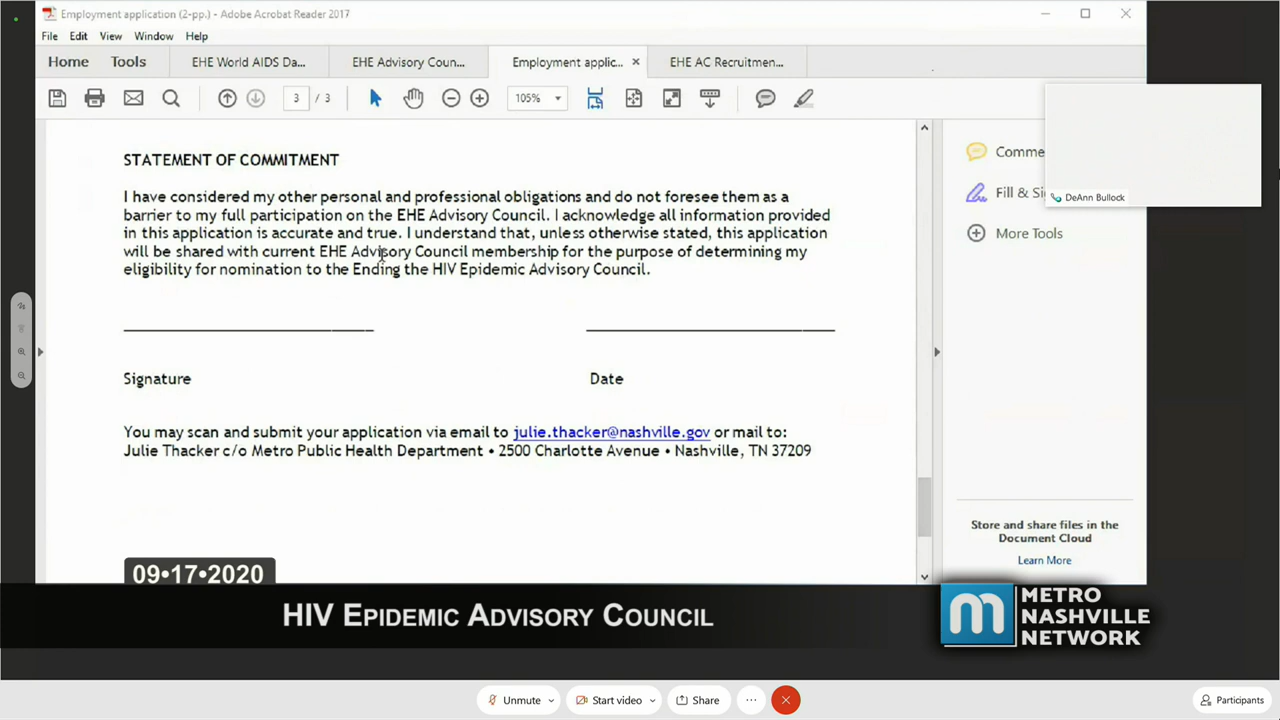 Employment application (2-pp.) - Adobe Acrobat Reader 2017
File Edit View Window Help
Home Tools EHE World AIDS Da... EHE Advisory Coun... Employment applic... × EHE AC Recruitmen...
3 / 3 105%
STATEMENT OF COMMITMENT
I have considered my other personal and professional obligations and do not foresee them as a
barrier to my full participation on the EHE Advisory Council. I acknowledge all information provided
in this application is accurate and true. I understand that, unless otherwise stated, this application
will be shared with current EHE Advisory Council membership for the purpose of determining my
eligibility for nomination to the Ending the HIV Epidemic Advisory Council.
Signature Date
You may scan and submit your application via email to julie.thacker@nashville.gov or mail to:
Julie Thacker c/o Metro Public Health Department • 2500 Charlotte Avenue • Nashville, TN 37209
Comme
Fill & Si
More Tools
DeAnn Bullock
Store and share files in the
Document Cloud
Learn More
09•17•2020
HIV EPIDEMIC ADVISORY COUNCIL
m METRO
NASHVILLE
NETWORK
Unmute Start video Share ... Participants